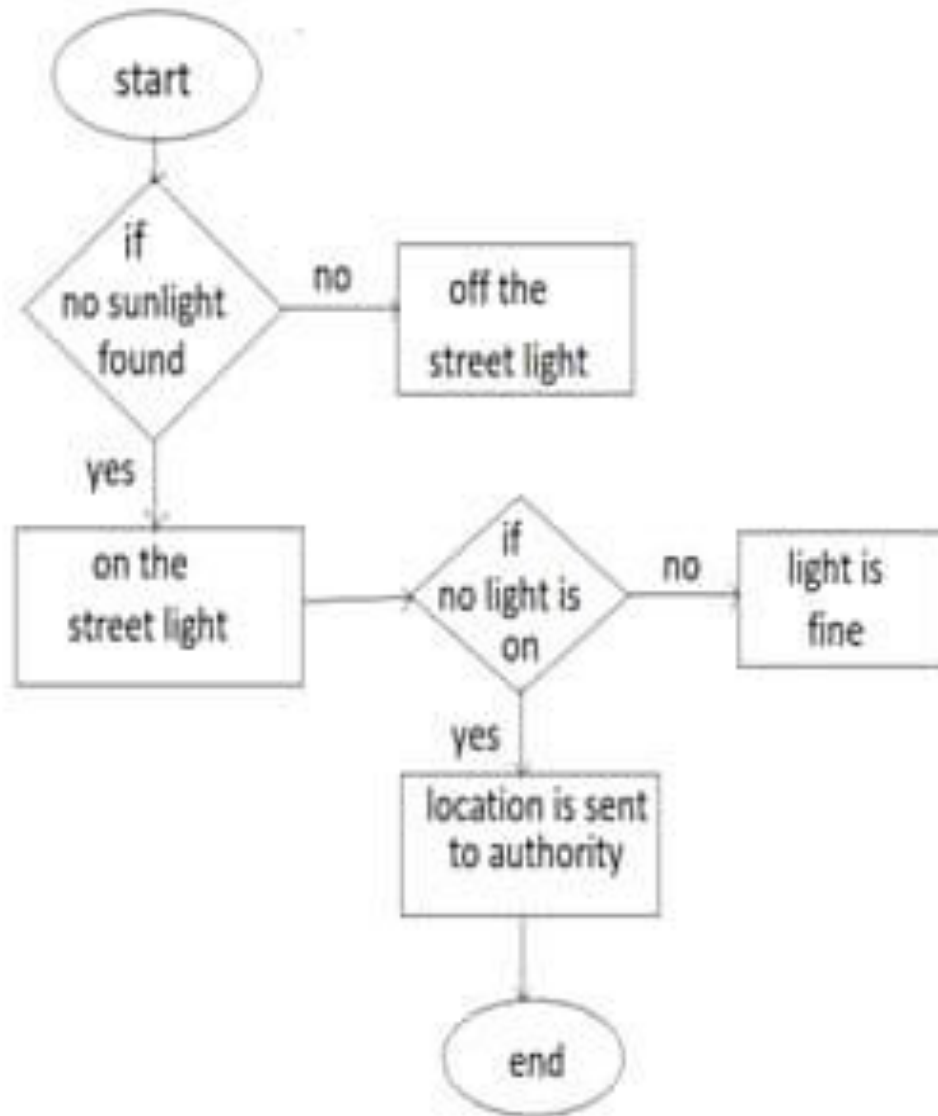 start
if
no sunlight
found
no
off the
street light
yes
on the
street light
if
no light is
on
no
light is
fine
yes
location is sent
to authority
end